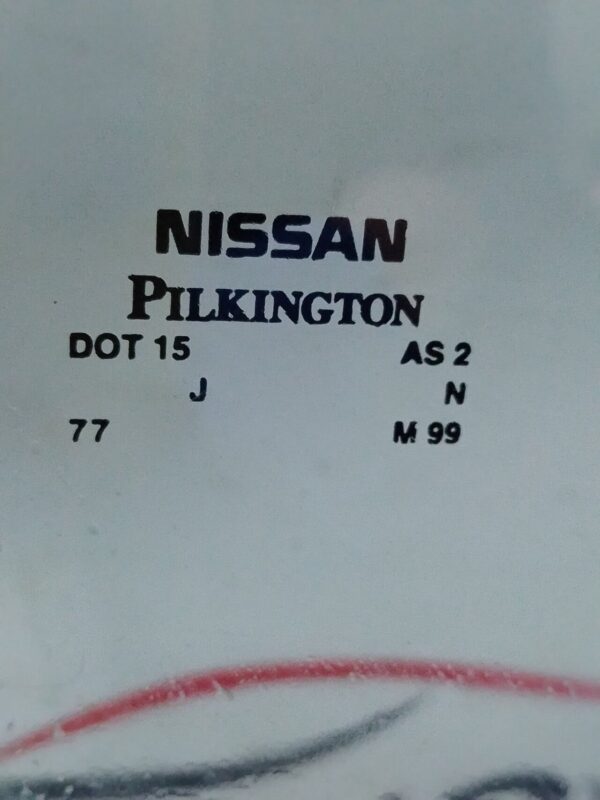 NISSAN
PILKINGTON
DOT 15 AS 2
J N
77 M 99